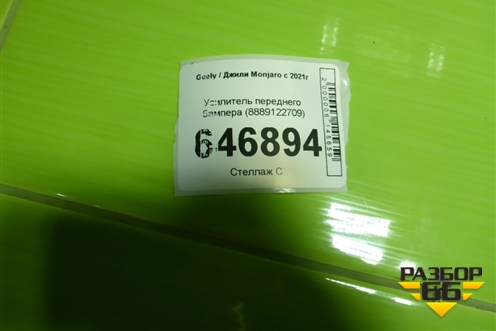 Geely / Джили Monjaro с 2021г
Усилитель переднего
бампера (8889122709)
646894
Стеллаж С
РАЗБОР
66